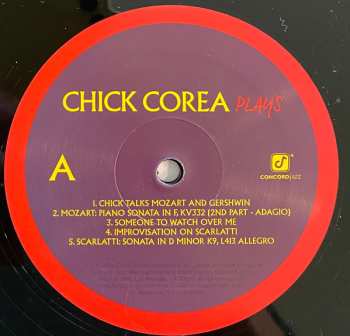 CHICK COREA PLAYS
A
CONCORD JAZZ
1. CHICK TALKS MOZART AND GERSHWIN
2. MOZART: PIANO SONATA IN F, KV332 (2ND PART - ADAGIO)
3. SOMEONE TO WATCH OVER ME
4. IMPROVISATION ON SCARLATTI
5. SCARLATTI: SONATA IN D MINOR K9, L413 ALLEGRO